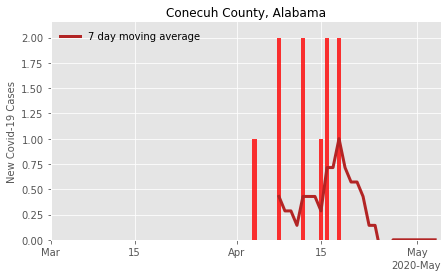 Conecuh County, Alabama
7 day moving average
New Covid-19 Cases
2.00
1.75
1.50
1.25
1.00
0.75
0.50
0.25
0.00
Mar 15 Apr 15 May
2020-May